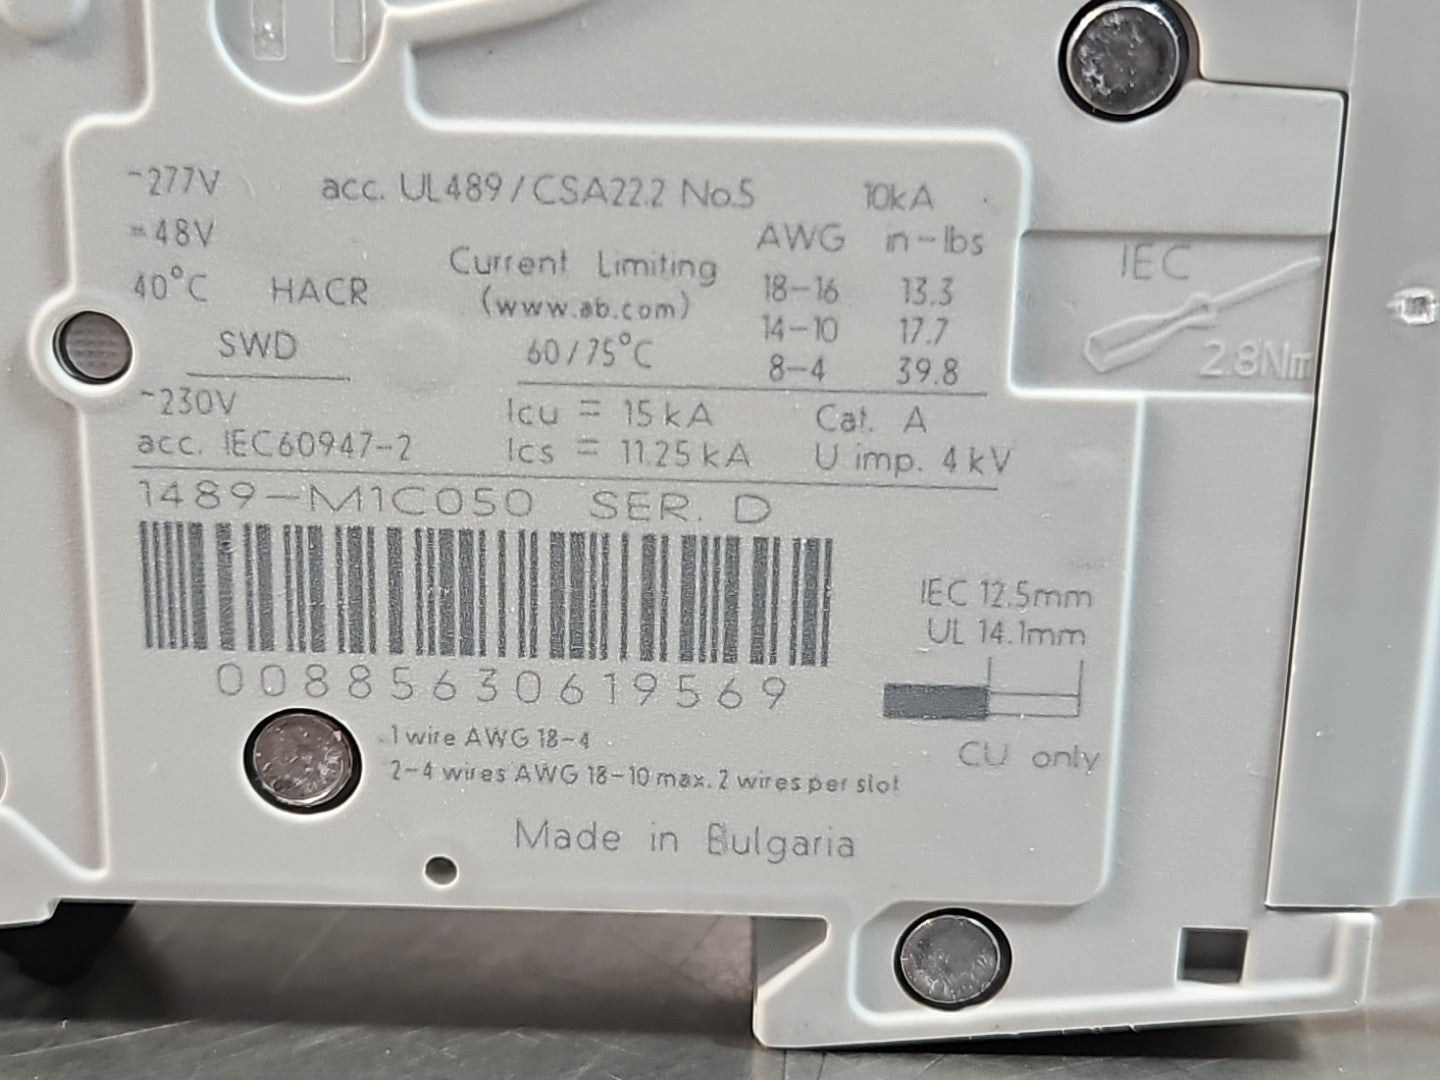 ~277V acc. UL489/CSA22.2 No.5 10kA
⎓48V AWG in-lbs
40°C HACR Current Limiting 18-16 13.3
(www.ab.com) 14-10 17.7
SWD 60/75°C 8-4 39.8
~230V Icu = 15kA Cat. A
acc. IEC60947-2 Ics = 11.25kA U imp. 4kV
1489-M1C050 SER. D
00885630619569
IEC 12.5mm
UL 14.1mm
CU only
1 wire AWG 18-4
2-4 wires AWG 18-10 max. 2 wires per slot
Made in Bulgaria
IEC
2.8Nm